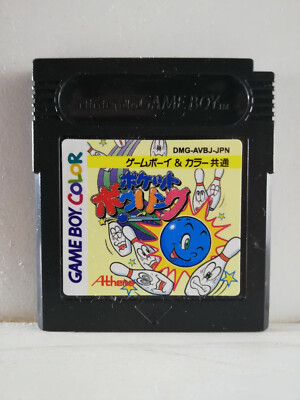 Nintendo GAME BOY™
DMG-AVBJ-JPN
ゲームボーイ & カラー共通
GAME BOY COLOR
ポケット
ボウリング
Athena